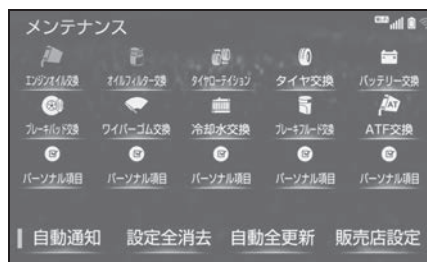 メンテナンス
エンジンオイル交換 オイルフィルター交換 タイヤローテイション タイヤ交換 バッテリー交換
ブレーキパッド交換 ワイパーゴム交換 冷却水交換 ブレーキフルード交換 ATF交換
パーソナル項目 パーソナル項目 パーソナル項目 パーソナル項目 パーソナル項目
自動通知 設定全消去 自動全更新 販売店設定